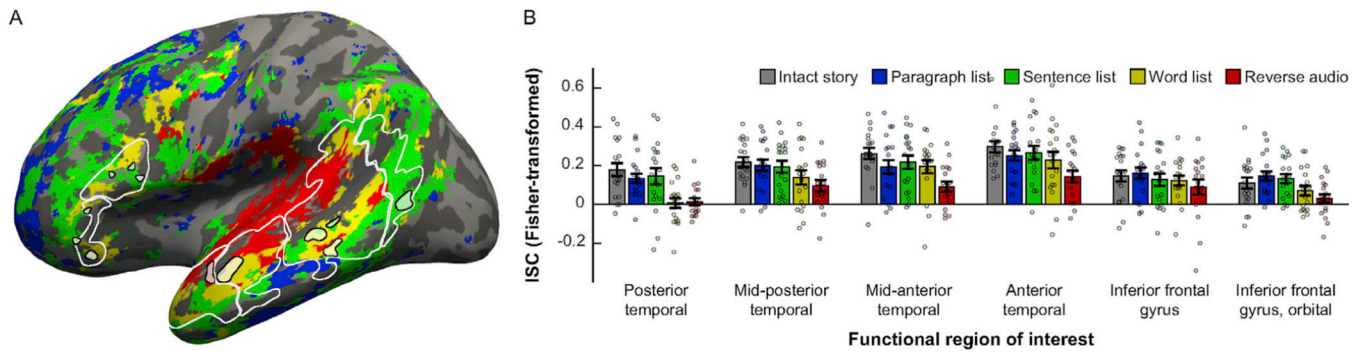 A
B
Intact story
Paragraph list
Sentence list
Word list
Reverse audio
ISC (Fisher-transformed)
0.6
0.4
0.2
0
-0.2
Posterior
temporal
Mid-posterior
temporal
Mid-anterior
temporal
Anterior
temporal
Inferior frontal
gyrus
Inferior frontal
gyrus, orbital
Functional region of interest